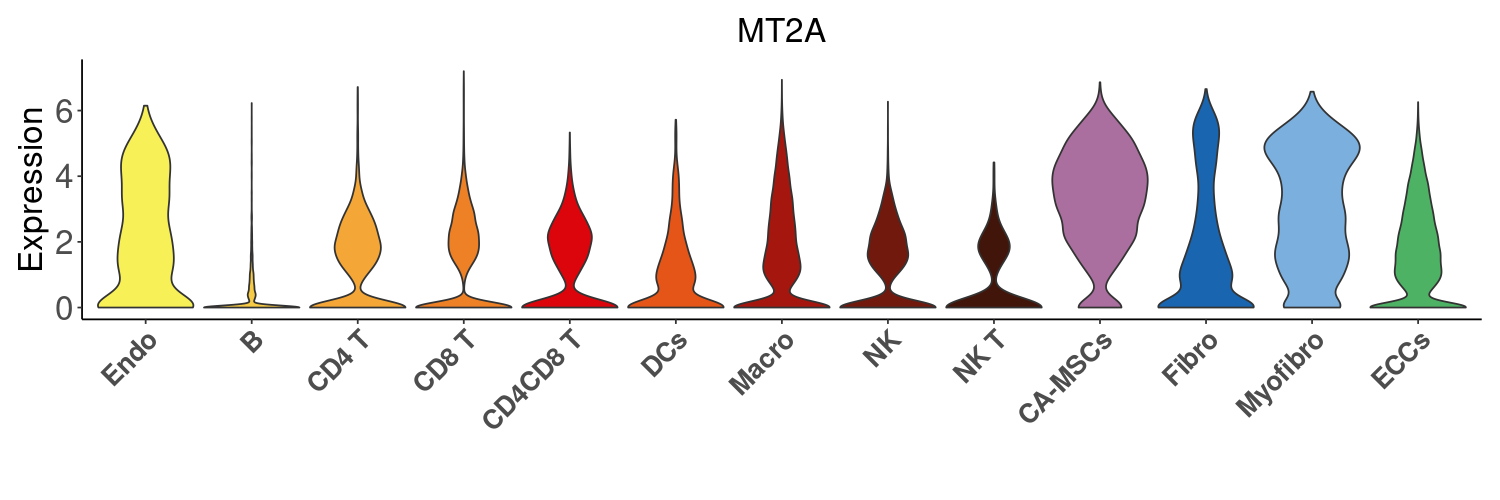 MT2A
Expression
6
4
2
0
Endo
B
CD4 T
CD8 T
CD4CD8 T
DCs
Macro
NK
NK T
CA-MSCs
Fibro
Myofibro
ECCs